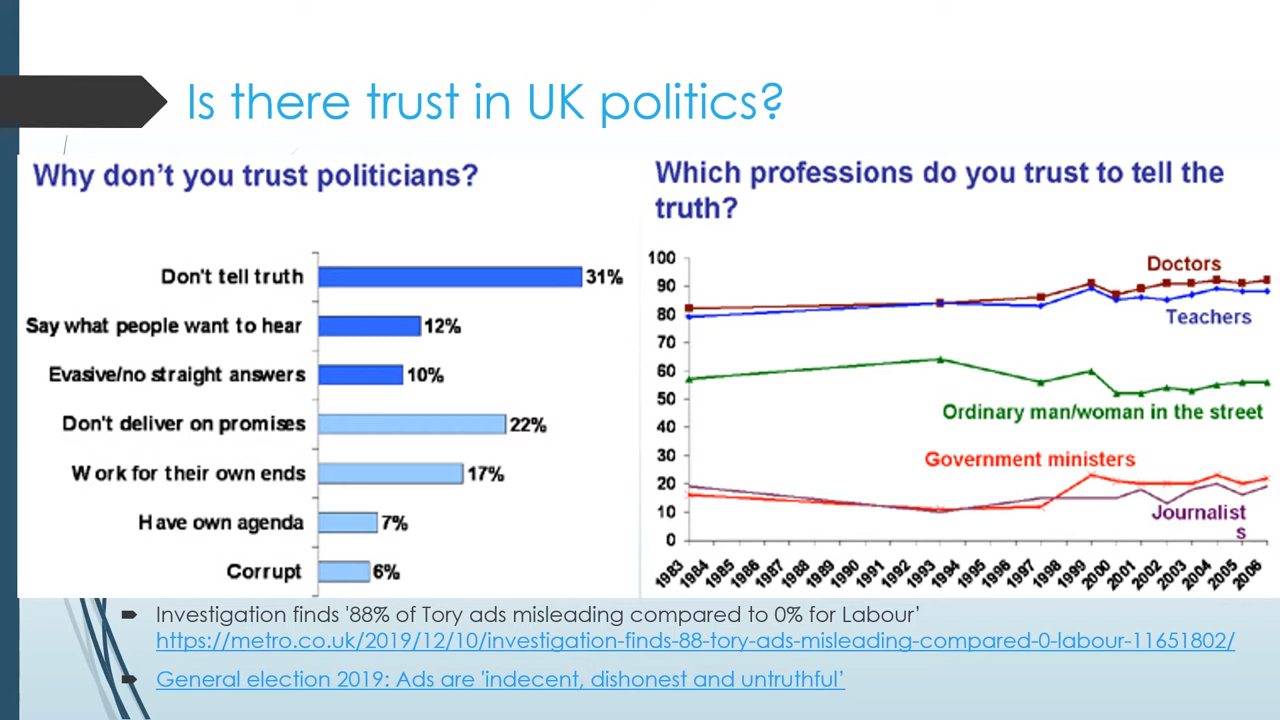 Is there trust in UK politics?
Why don't you trust politicians?
Don't tell truth 31%
Say what people want to hear 12%
Evasive/no straight answers 10%
Don't deliver on promises 22%
Work for their own ends 17%
Have own agenda 7%
Corrupt 6%
Which professions do you trust to tell the
truth?
100
90
80
70
60
50
40
30
20
10
0
Doctors
Teachers
Ordinary man/woman in the street
Government ministers
Journalist
s
1983 1984 1985 1986 1987 1988 1989 1990 1991 1992 1993 1994 1995 1996 1997 1998 1999 2000 2001 2002 2003 2004 2005 2006
Investigation finds '88% of Tory ads misleading compared to 0% for Labour'
https://metro.co.uk/2019/12/10/investigation-finds-88-tory-ads-misleading-compared-0-labour-11651802/
General election 2019: Ads are 'indecent, dishonest and untruthful'